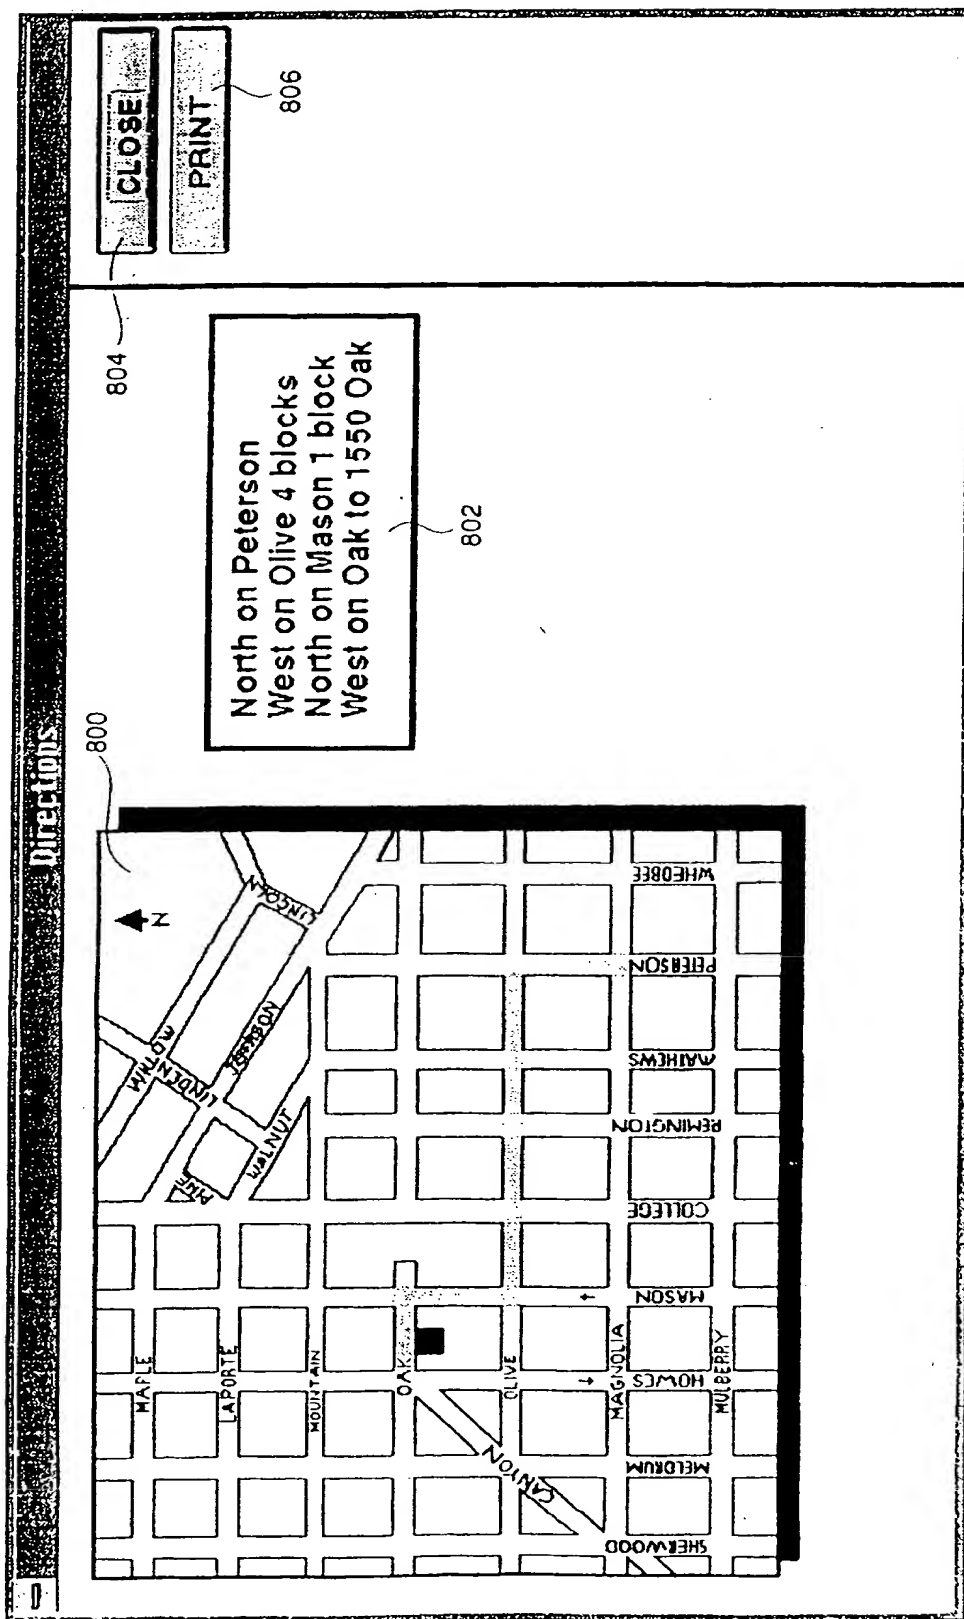 Directions
CLOSE
PRINT
804
806
800
North on Peterson
West on Olive 4 blocks
North on Mason 1 block
West on Oak to 1550 Oak
802
N
LINCOLN
LINDEN
WALNUT
PINE
MAPLE
LAPORTE
MOUNTAIN
OAK
OLIVE
MAGNOLIA
MULBERRY
CANYON
SHERWOOD
MELDRUM
HOWES
MASON
COLLEGE
REMINGTON
MATHEWS
PETERSON
WHEDBEE